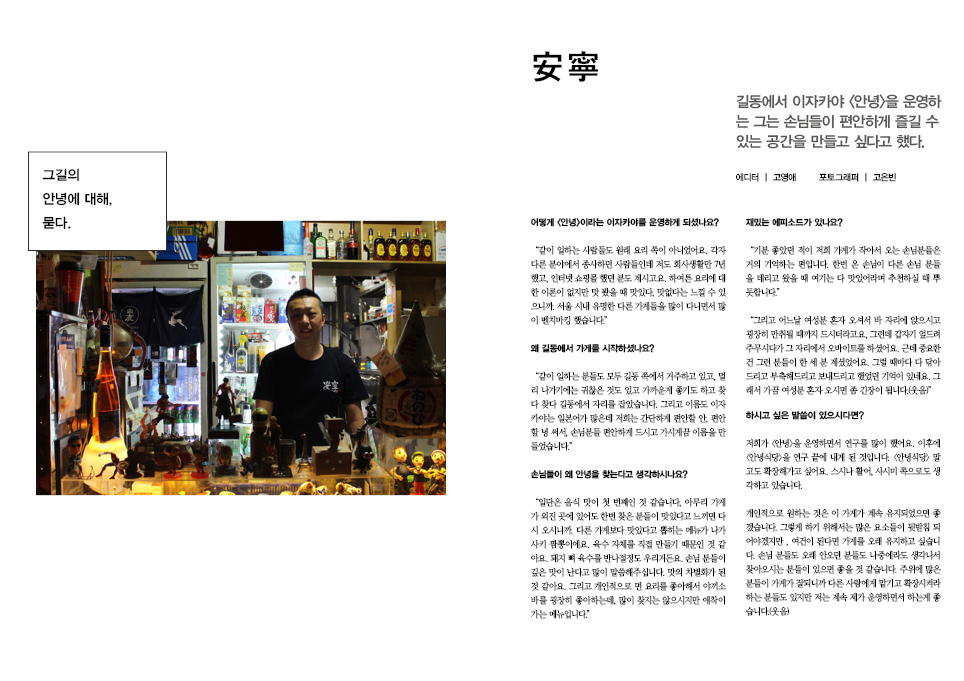 그길의
안녕에 대해,
묻다.
安寧
길동에서 이자카야 <안녕>을 운영하
는 그는 손님들이 편안하게 즐길 수
있는 공간을 만들고 싶다고 했다.
에디터 | 고영애 포토그래퍼 | 고은빈
어떻게 <안녕>이라는 이자카야를 운영하게 되셨나요?
"같이 일하는 사람들도 원래 요리 쪽이 아니었어요. 각자
다른 분야에서 종사하던 사람들인데 저도 회사생활만 7년
했고, 인터넷 쇼핑몰 했던 분도 계시고요. 하여튼 요리에 대
한 이론이 없지만 맛 봤을 때 맛있다, 맛없다는 느낄 수 있
으니까. 서울 시내 유명한 다른 가게들을 많이 다니면서 많
이 벤치마킹 했습니다."
왜 길동에서 가게를 시작하셨나요?
"같이 일하는 분들도 모두 길동 쪽에서 거주하고 있고, 멀
리 나가기에는 귀찮은 것도 있고 가까운게 좋기도 하고 찾
다 찾다 길동에서 자리를 잡았습니다. 그리고 이름도 이자
카야는 일본어가 많은데 저희는 간단하게 편안할 안, 편안
할 녕 써서, 손님분들 편안하게 드시고 가시게끔 이름을 만
들었습니다."
손님들이 왜 안녕을 찾는다고 생각하시나요?
"일단은 음식 맛이 첫 번째인 것 같습니다. 아무리 가게
가 외진 곳에 있어도 한번 찾은 분들이 맛있다고 느끼면 다
시 오시니까. 다른 가게보다 맛있다고 뽑히는 메뉴가 나가
사키 짬뽕이에요. 육수 자체를 직접 만들기 때문인 것 같
아요. 돼지 뼈 육수를 반나절정도 우리거든요. 손님 분들이
깊은 맛이 난다고 많이 말씀해주십니다. 맛의 차별화가 된
것 같아요. 그리고 개인적으로 면 요리를 좋아해서 야끼소
바를 굉장히 좋아하는데, 많이 찾지는 않으시지만 애착이
가는 메뉴입니다."
재밌는 에피소드가 있나요?
"기분 좋았던 적이 저희 가게가 작아서 오는 손님분들은
거의 기억하는 편입니다. 한번 온 손님이 다른 손님 분들
을 데리고 왔을 때 여기는 다 맛있어라며 추천하실 때 뿌
듯합니다."
"그리고 어느날 여성분 혼자 오셔서 바 자리에 앉으시고
굉장히 만취될 때까지 드시더라고요. 그런데 갑자기 엎드려
주무시다가 그 자리에서 오바이트를 하셨어요. 근데 중요한
건 그런 분들이 한 세 분 계셨었어요. 그럴 때마다 다 닦아
드리고 부축해드리고 보내드리고 했었던 기억이 있네요. 그
래서 가끔 여성분 혼자 오시면 좀 긴장이 됩니다.(웃음)"
하시고 싶은 말씀이 있으시다면?
저희가 <안녕>을 운영하면서 연구를 많이 했어요. 이후에
<안녕식당>을 연구 끝에 내게 된 것입니다. <안녕식당> 말
고도 확장해가고 싶어요. 스시나 활어, 사시미 쪽으로도 생
각하고 있습니다.
개인적으로 원하는 것은 이 가게가 계속 유지되었으면 좋
겠습니다. 그렇게 하기 위해서는 많은 요소들이 뒷받침 되
어야겠지만 , 여건이 된다면 가게를 오래 유지하고 싶습니
다. 손님 분들도 오래 안오던 분들도 나중에라도 생각나서
찾아오시는 분들이 있으면 좋을 것 같습니다. 주위에 많은
분들이 가게가 잘되니까 다른 사람에게 맡기고 확장시켜라
하는 분들도 있지만 저는 계속 제가 운영하면서 하는게 좋
습니다.(웃음)
安寧